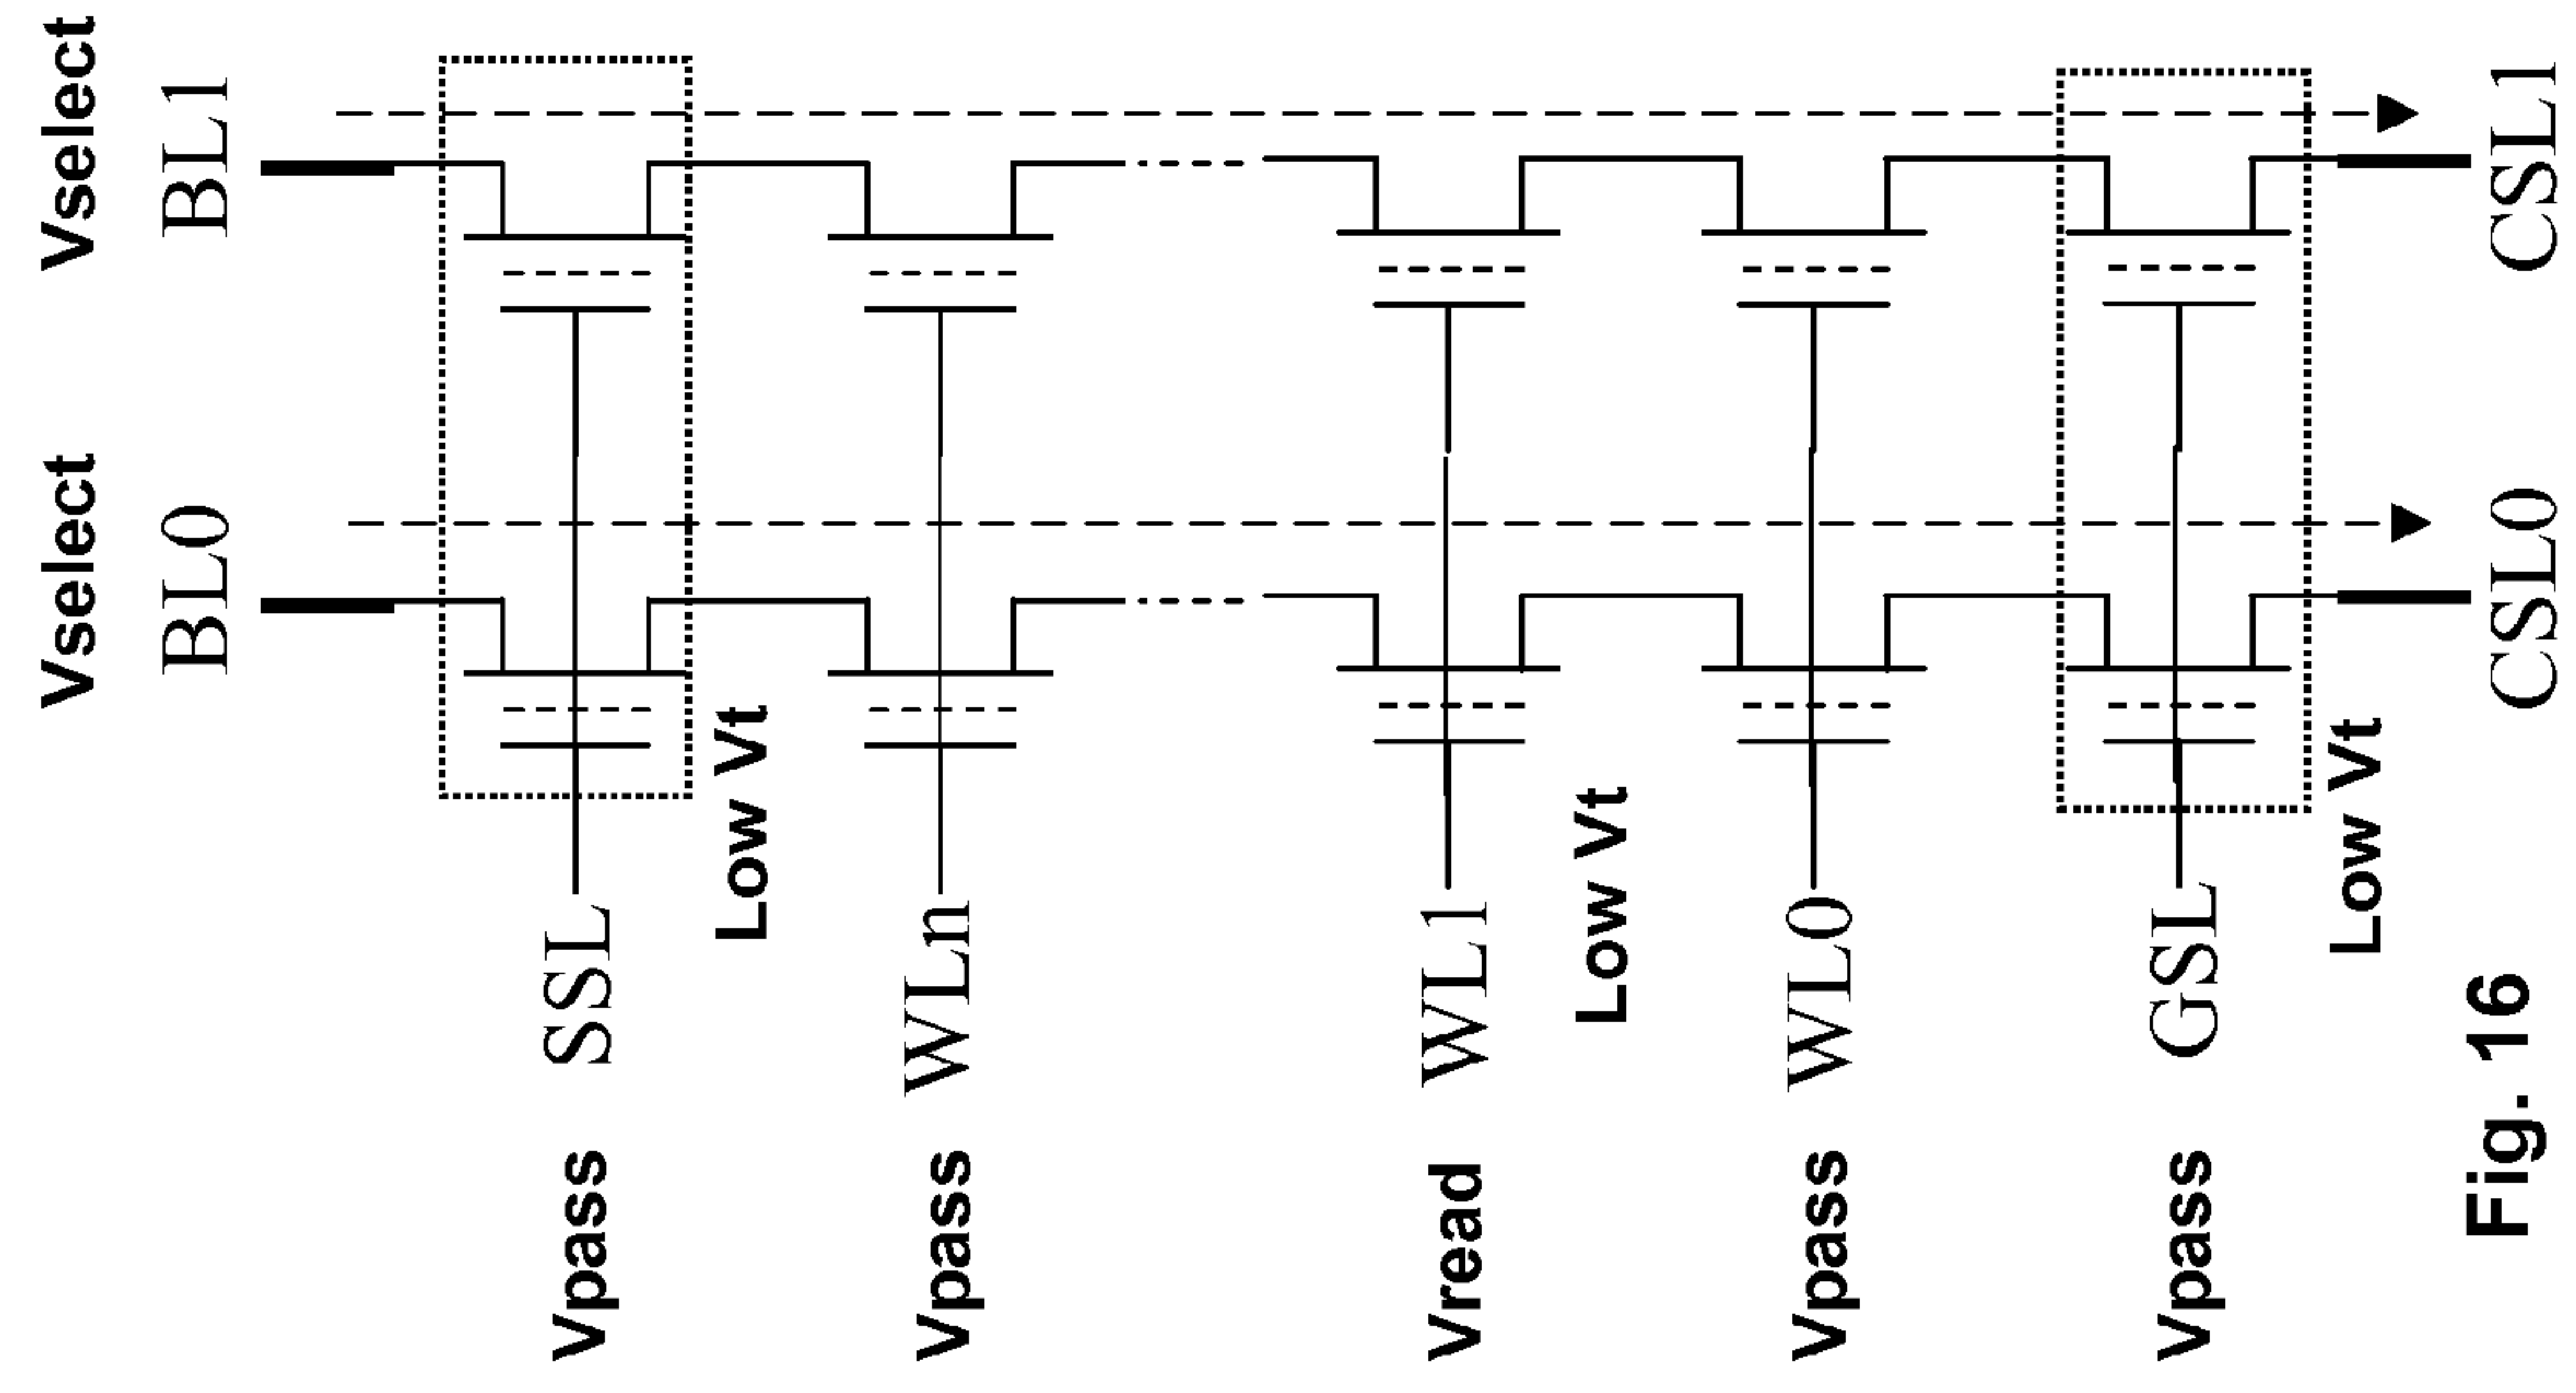 Vselect Vselect
BL0 BL1
Vpass SSL
Low Vt
Vpass WLn
Vread WL1
Low Vt
Vpass WL0
Vpass GSL
Low Vt
CSL0 CSL1
Fig. 16